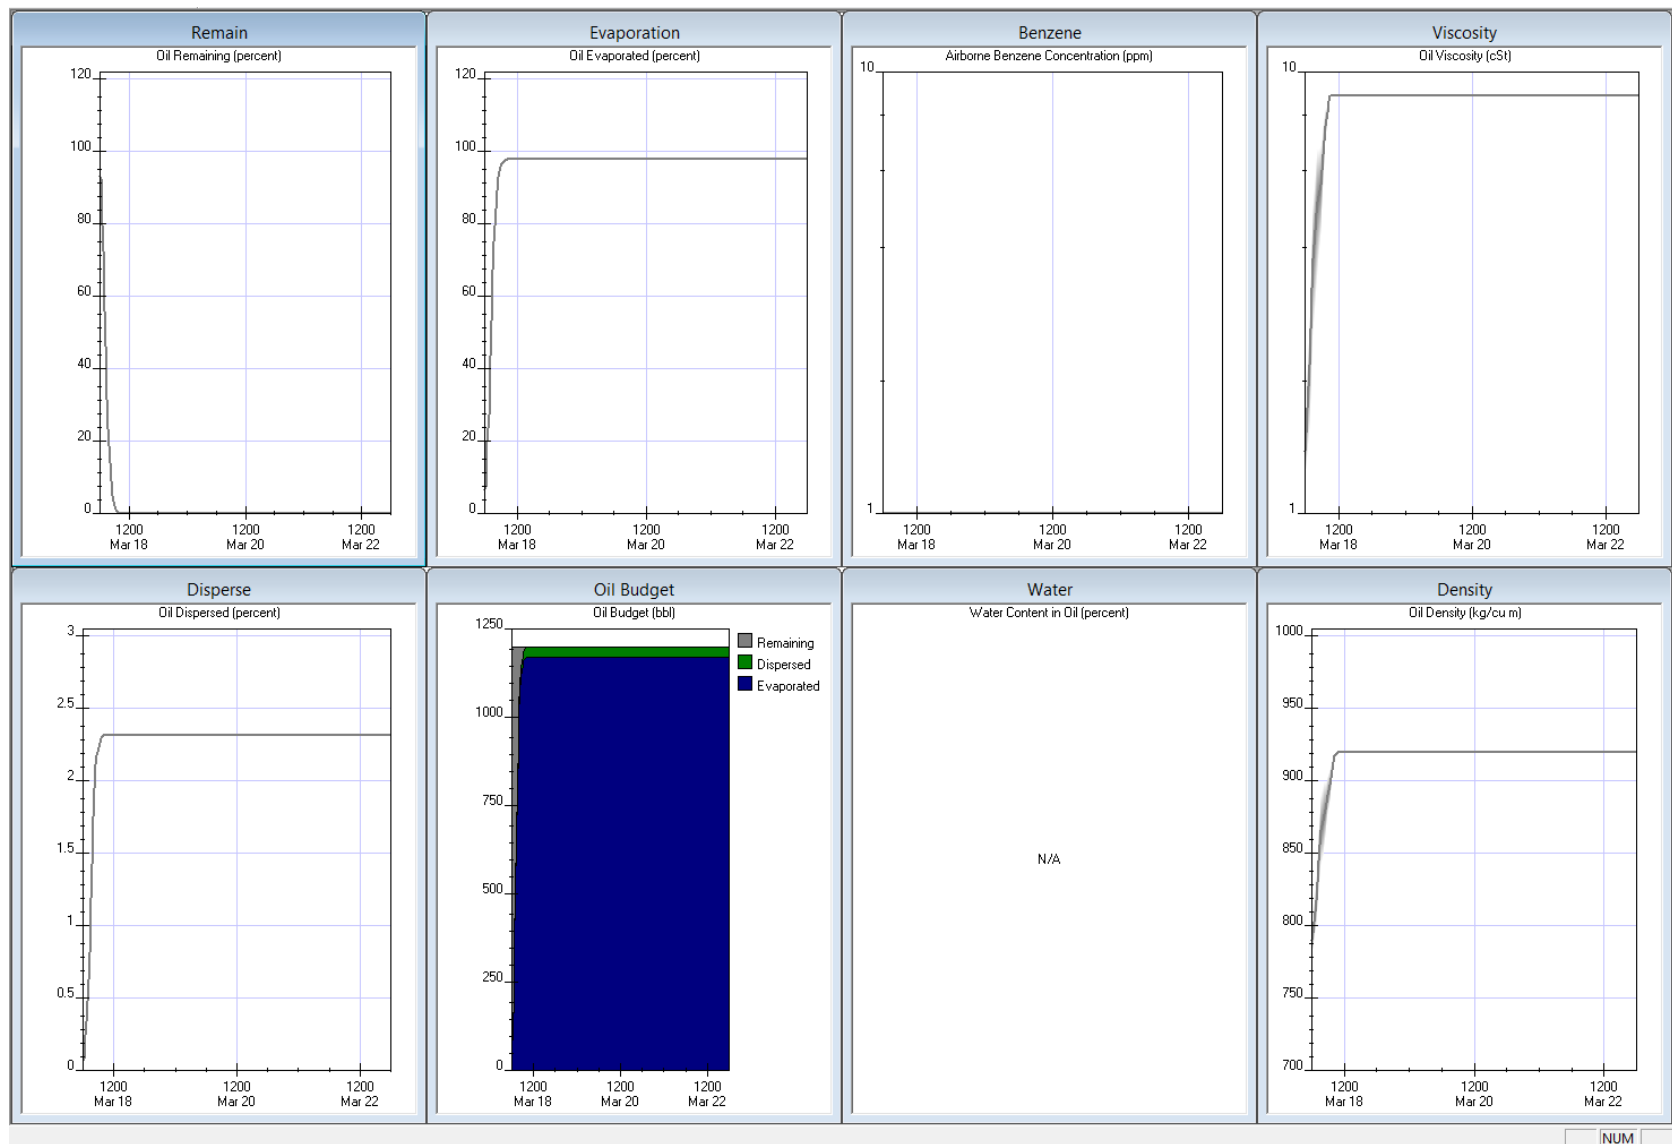 Remain
Oil Remaining (percent)
120
100
80
60
40
20
0
1200 1200 1200
Mar 18 Mar 20 Mar 22
Evaporation
Oil Evaporated (percent)
120
100
80
60
40
20
0
1200 1200 1200
Mar 18 Mar 20 Mar 22
Benzene
Airborne Benzene Concentration (ppm)
10
1
1200 1200 1200
Mar 18 Mar 20 Mar 22
Viscosity
Oil Viscosity (cSt)
10
1
1200 1200 1200
Mar 18 Mar 20 Mar 22
Disperse
Oil Dispersed (percent)
3
2.5
2
1.5
1
0.5
0
1200 1200 1200
Mar 18 Mar 20 Mar 22
Oil Budget
Oil Budget (bbl)
1250
1000
750
500
250
0
1200 1200 1200
Mar 18 Mar 20 Mar 22
Remaining
Dispersed
Evaporated
Water
Water Content in Oil (percent)
N/A
Density
Oil Density (kg/cu m)
1000
950
900
850
800
750
700
1200 1200 1200
Mar 18 Mar 20 Mar 22
NUM